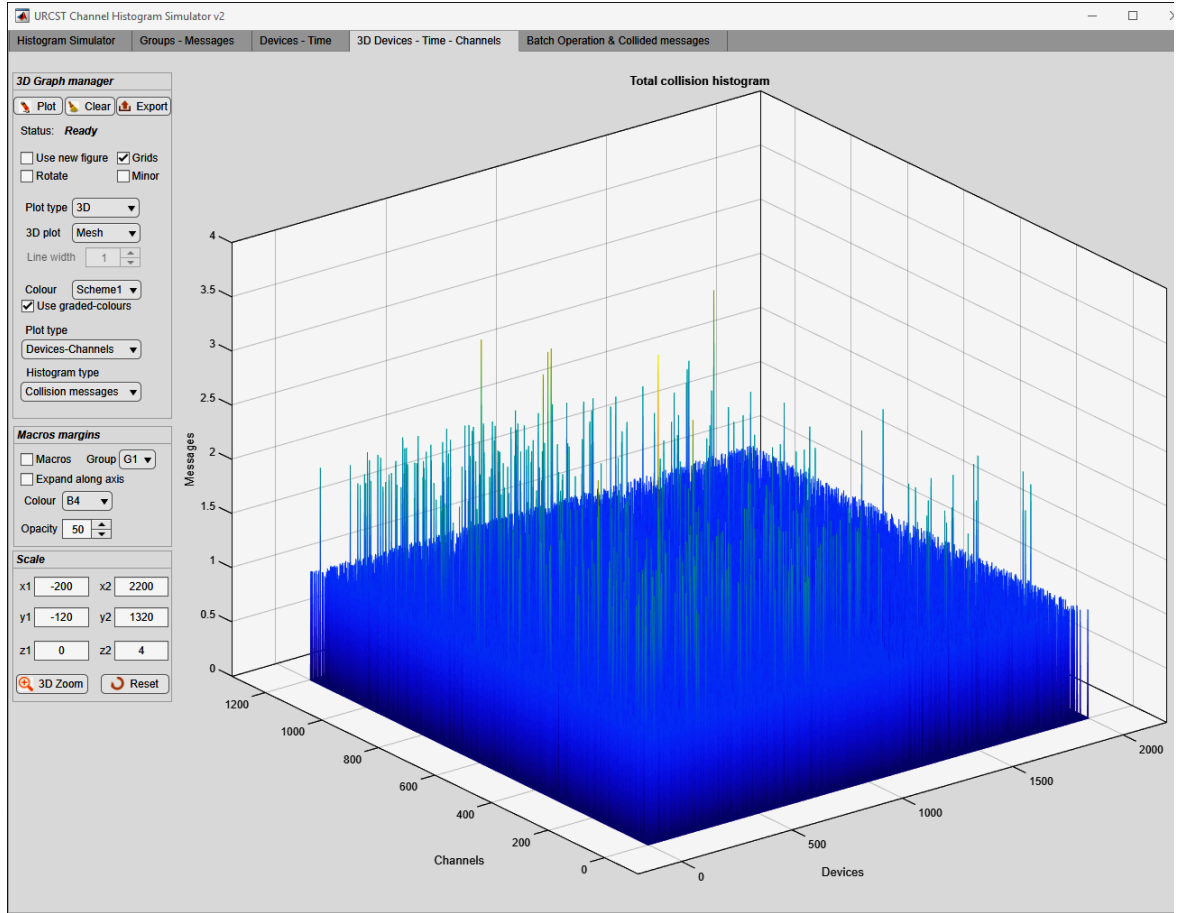 URCST Channel Histogram Simulator v2
Histogram Simulator Groups - Messages Devices - Time 3D Devices - Time - Channels Batch Operation & Collided messages
3D Graph manager
Plot Clear Export
Status: Ready
Use new figure Grids
Rotate Minor
Plot type 3D
3D plot Mesh
Line width 1
Colour Scheme1
Use graded-colours
Plot type
Devices-Channels
Histogram type
Collision messages
Macros margins
Macros Group G1
Expand along axis
Colour B4
Opacity 50
Scale
x1 -200 x2 2200
y1 -120 y2 1320
z1 0 z2 4
3D Zoom Reset
Total collision histogram
4
3.5
3
2.5
2
1.5
1
0.5
0
Messages
1200
1000
800
600
400
200
0
Channels
0
500
1000
1500
2000
Devices